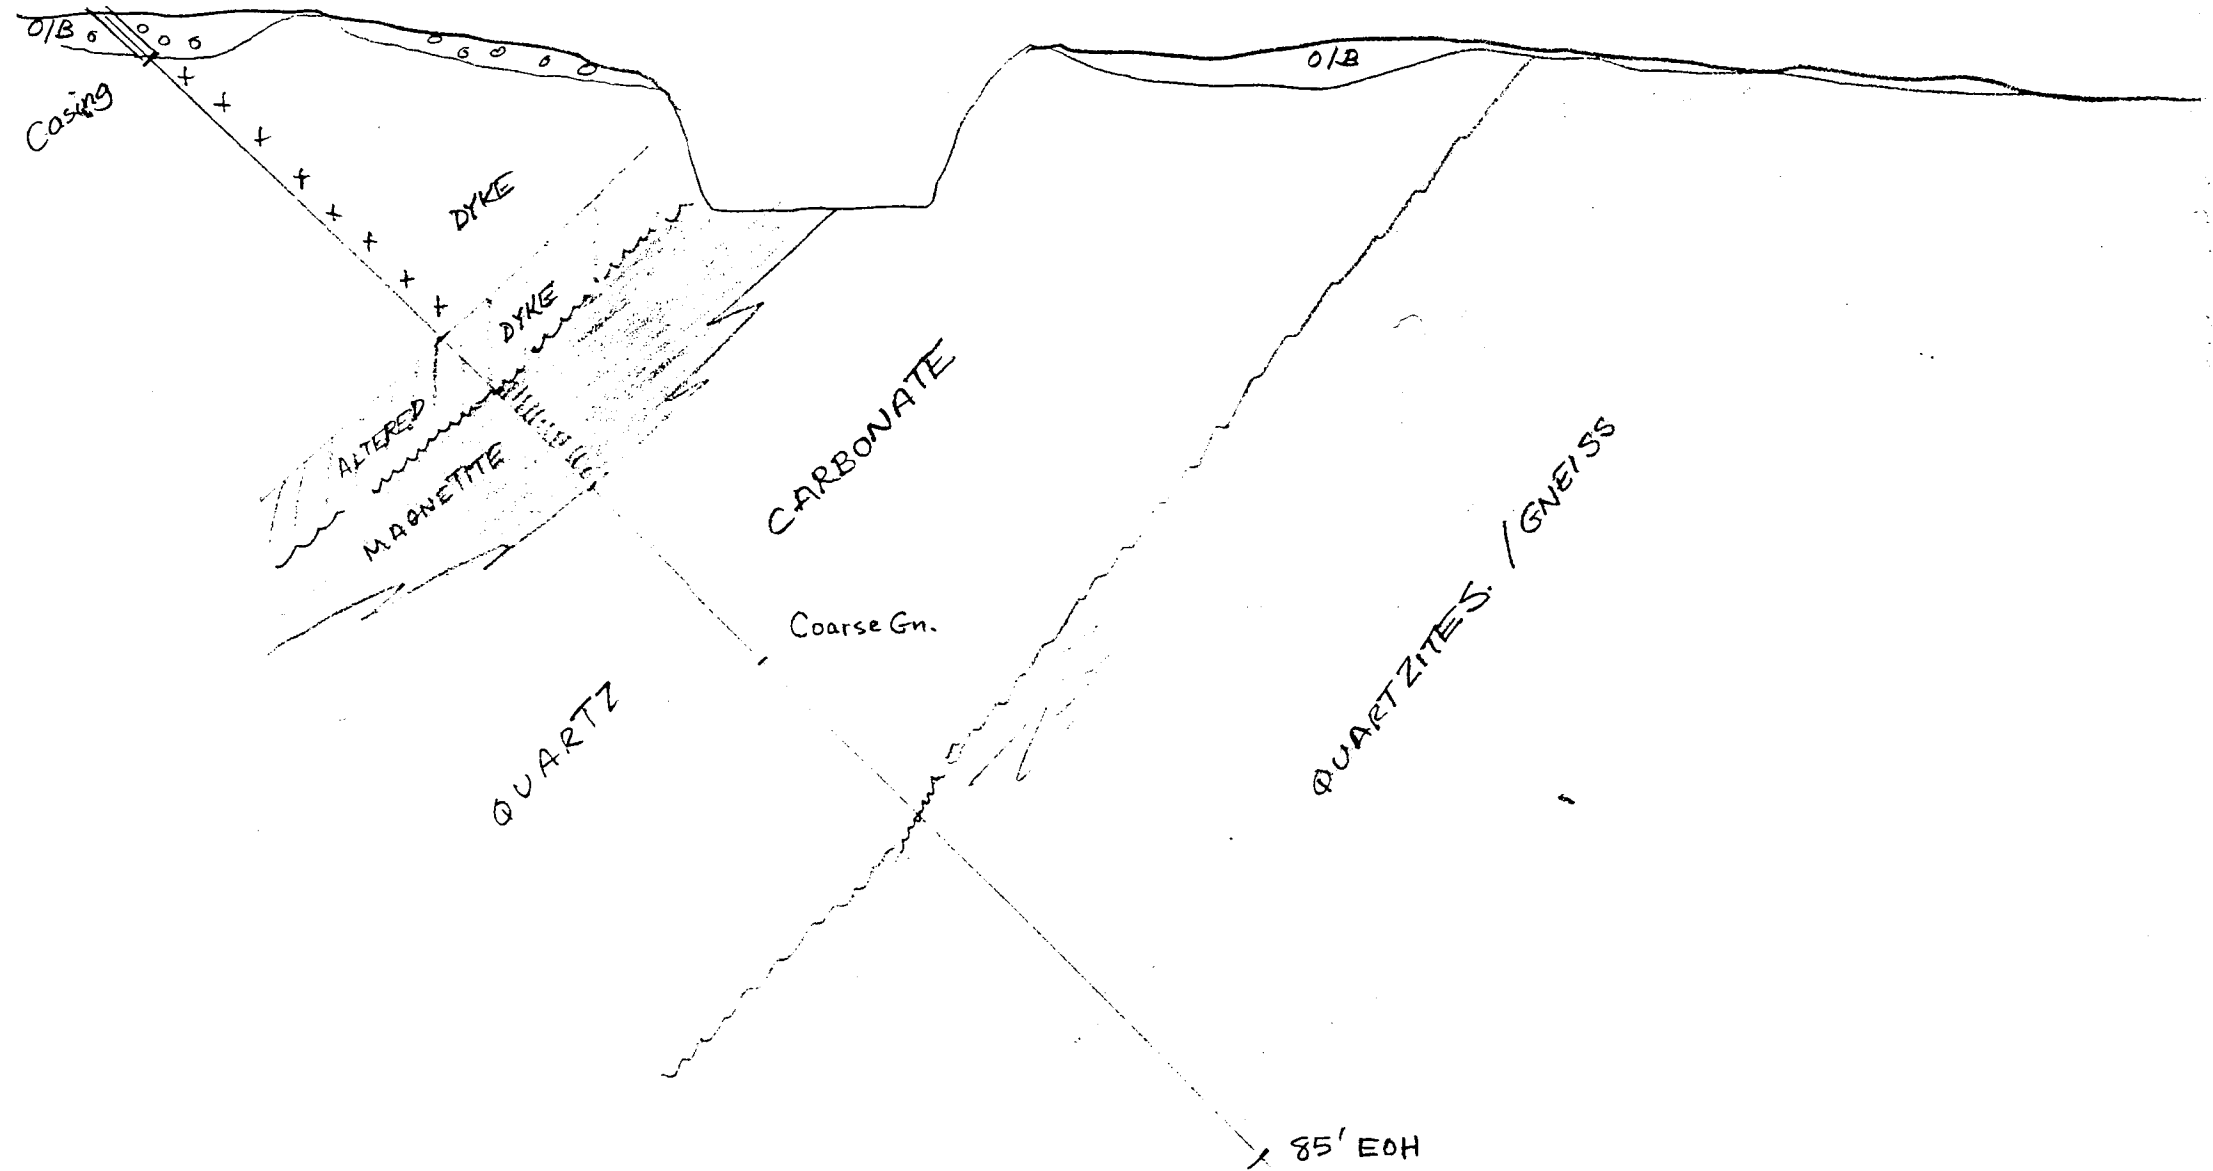 O/B
Casing
O/B
DYKE
ALTERED DYKE
MAGNETITE
QUARTZ CARBONATE
Coarse Gn.
QUARTZITES. / GNEISS
85' EOH